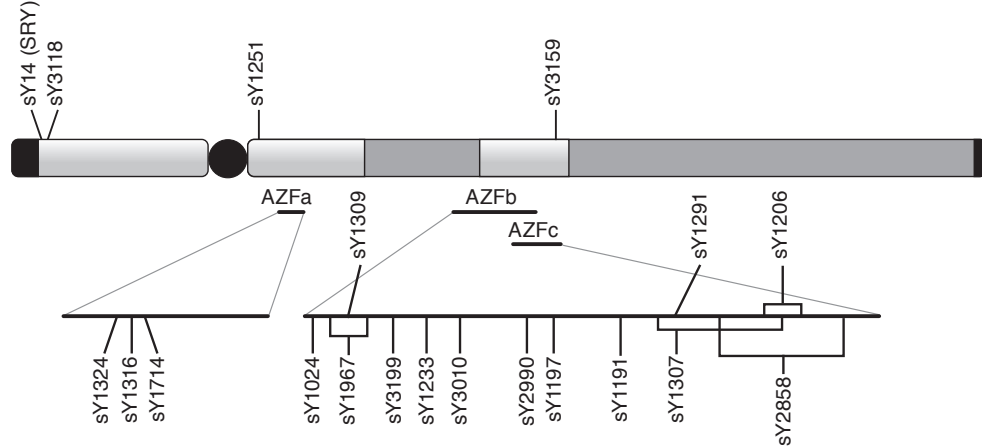 sY14 (SRY)
sY3118
sY1251
sY3159
AZFa
AZFb
AZFc
sY1309
sY1291
sY1206
sY1324
sY1316
sY1714
sY1024
sY1967
sY3199
sY1233
sY3010
sY2990
sY1197
sY1191
sY1307
sY2858